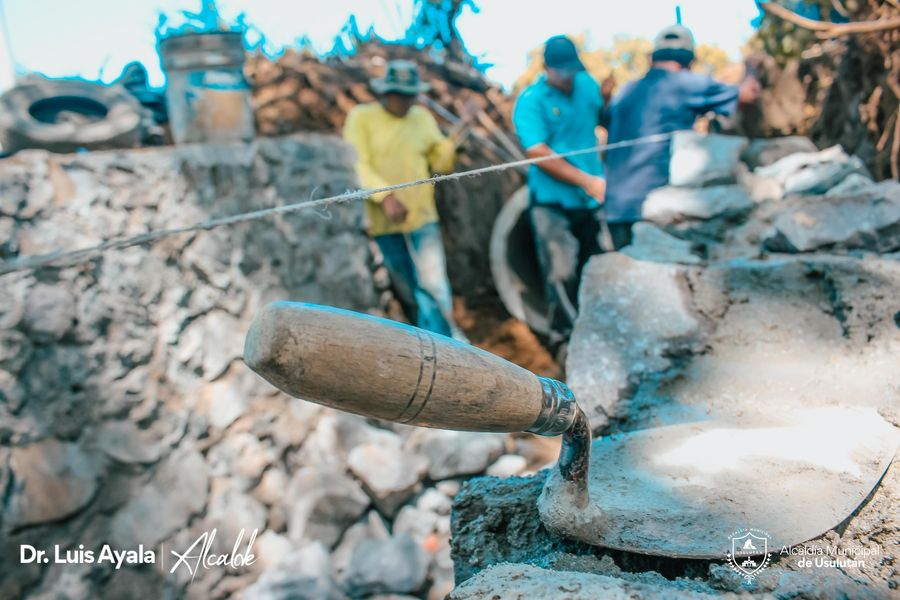 Dr. Luis Ayala | Alcalde
Alcaldía Municipal
de Usulután